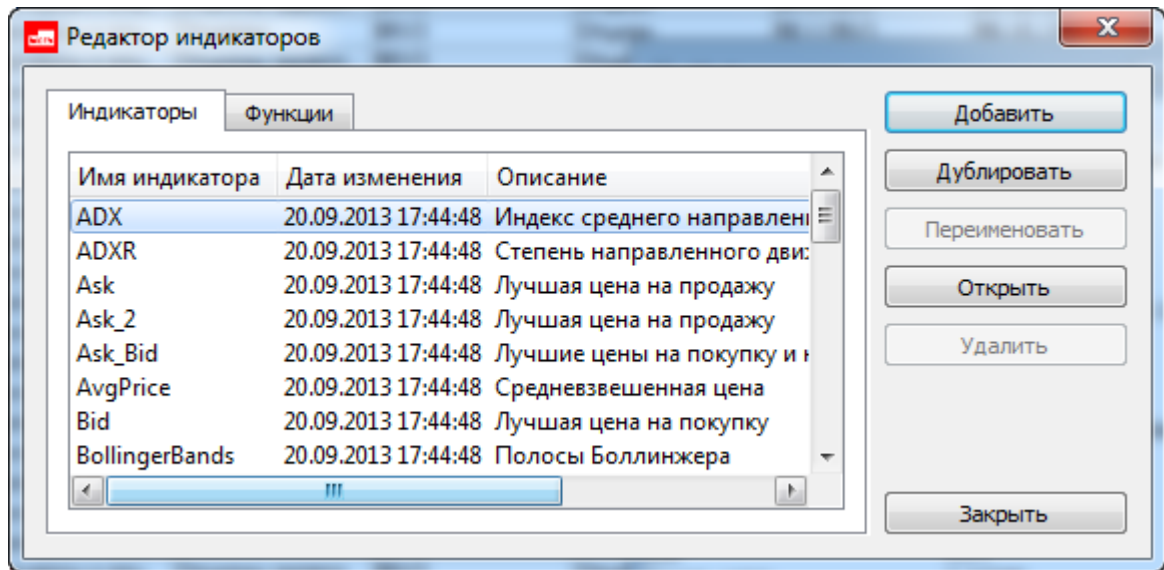 Редактор индикаторов
Индикаторы Функции
Имя индикатора Дата изменения Описание
ADX 20.09.2013 17:44:48 Индекс среднего направлен
ADXR 20.09.2013 17:44:48 Степень направленного дви
Ask 20.09.2013 17:44:48 Лучшая цена на продажу
Ask_2 20.09.2013 17:44:48 Лучшая цена на продажу
Ask_Bid 20.09.2013 17:44:48 Лучшие цены на покупку и
AvgPrice 20.09.2013 17:44:48 Средневзвешенная цена
Bid 20.09.2013 17:44:48 Лучшая цена на покупку
BollingerBands 20.09.2013 17:44:48 Полосы Боллинжера
Добавить
Дублировать
Переименовать
Открыть
Удалить
Закрыть